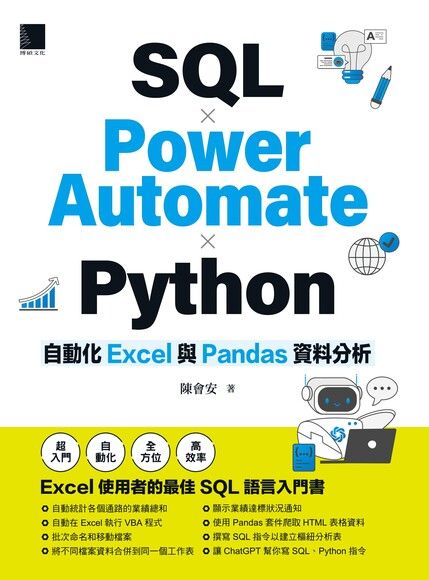 博碩文化
SQL
×
Power
Automate
×
Python
自動化 Excel 與 Pandas 資料分析
陳會安 著
超入門
自動化
全方位
高效率
Excel 使用者的最佳 SQL 語言入門書
自動統計各個通路的業績總和
自動在 Excel 執行 VBA 程式
批次命名和移動檔案
將不同檔案資料合併到同一個工作表
顯示業績達標狀況通知
使用 Pandas 套件爬取 HTML 表格資料
撰寫 SQL 指令以建立樞紐分析表
讓 ChatGPT 幫你寫 SQL、Python 指令
A